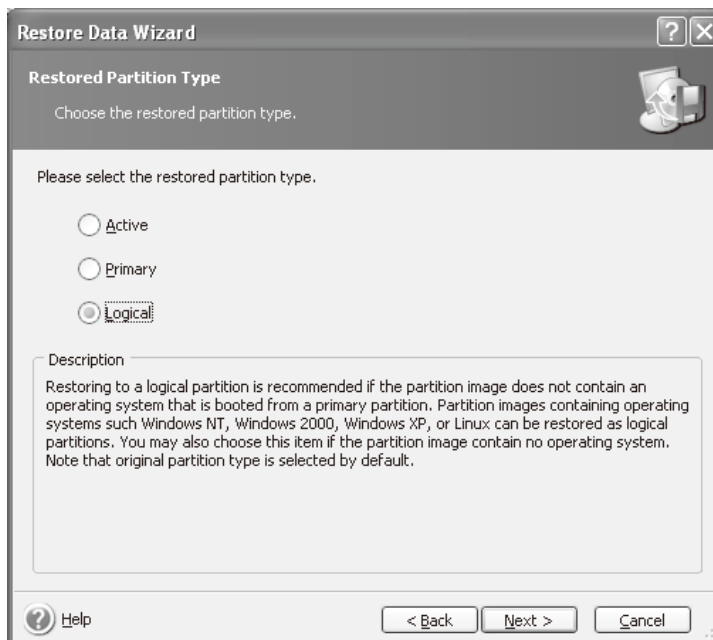 Restore Data Wizard
Restored Partition Type
Choose the restored partition type.
Please select the restored partition type.
Active
Primary
Logical
Description
Restoring to a logical partition is recommended if the partition image does not contain an
operating system that is booted from a primary partition. Partition images containing operating
systems such Windows NT, Windows 2000, Windows XP, or Linux can be restored as logical
partitions. You may also choose this item if the partition image contain no operating system.
Note that original partition type is selected by default.
Help
< Back
Next >
Cancel